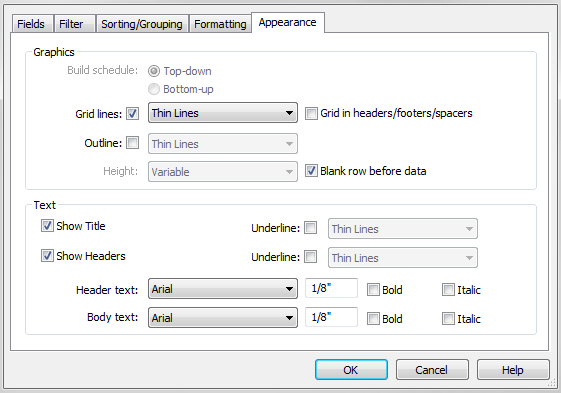 Fields Filter Sorting/Grouping Formatting Appearance
Graphics
Build schedule: Top-down
Bottom-up
Grid lines: Thin Lines Grid in headers/footers/spacers
Outline: Thin Lines
Height: Variable Blank row before data
Text
Show Title Underline: Thin Lines
Show Headers Underline: Thin Lines
Header text: Arial 1/8" Bold Italic
Body text: Arial 1/8" Bold Italic
OK Cancel Help